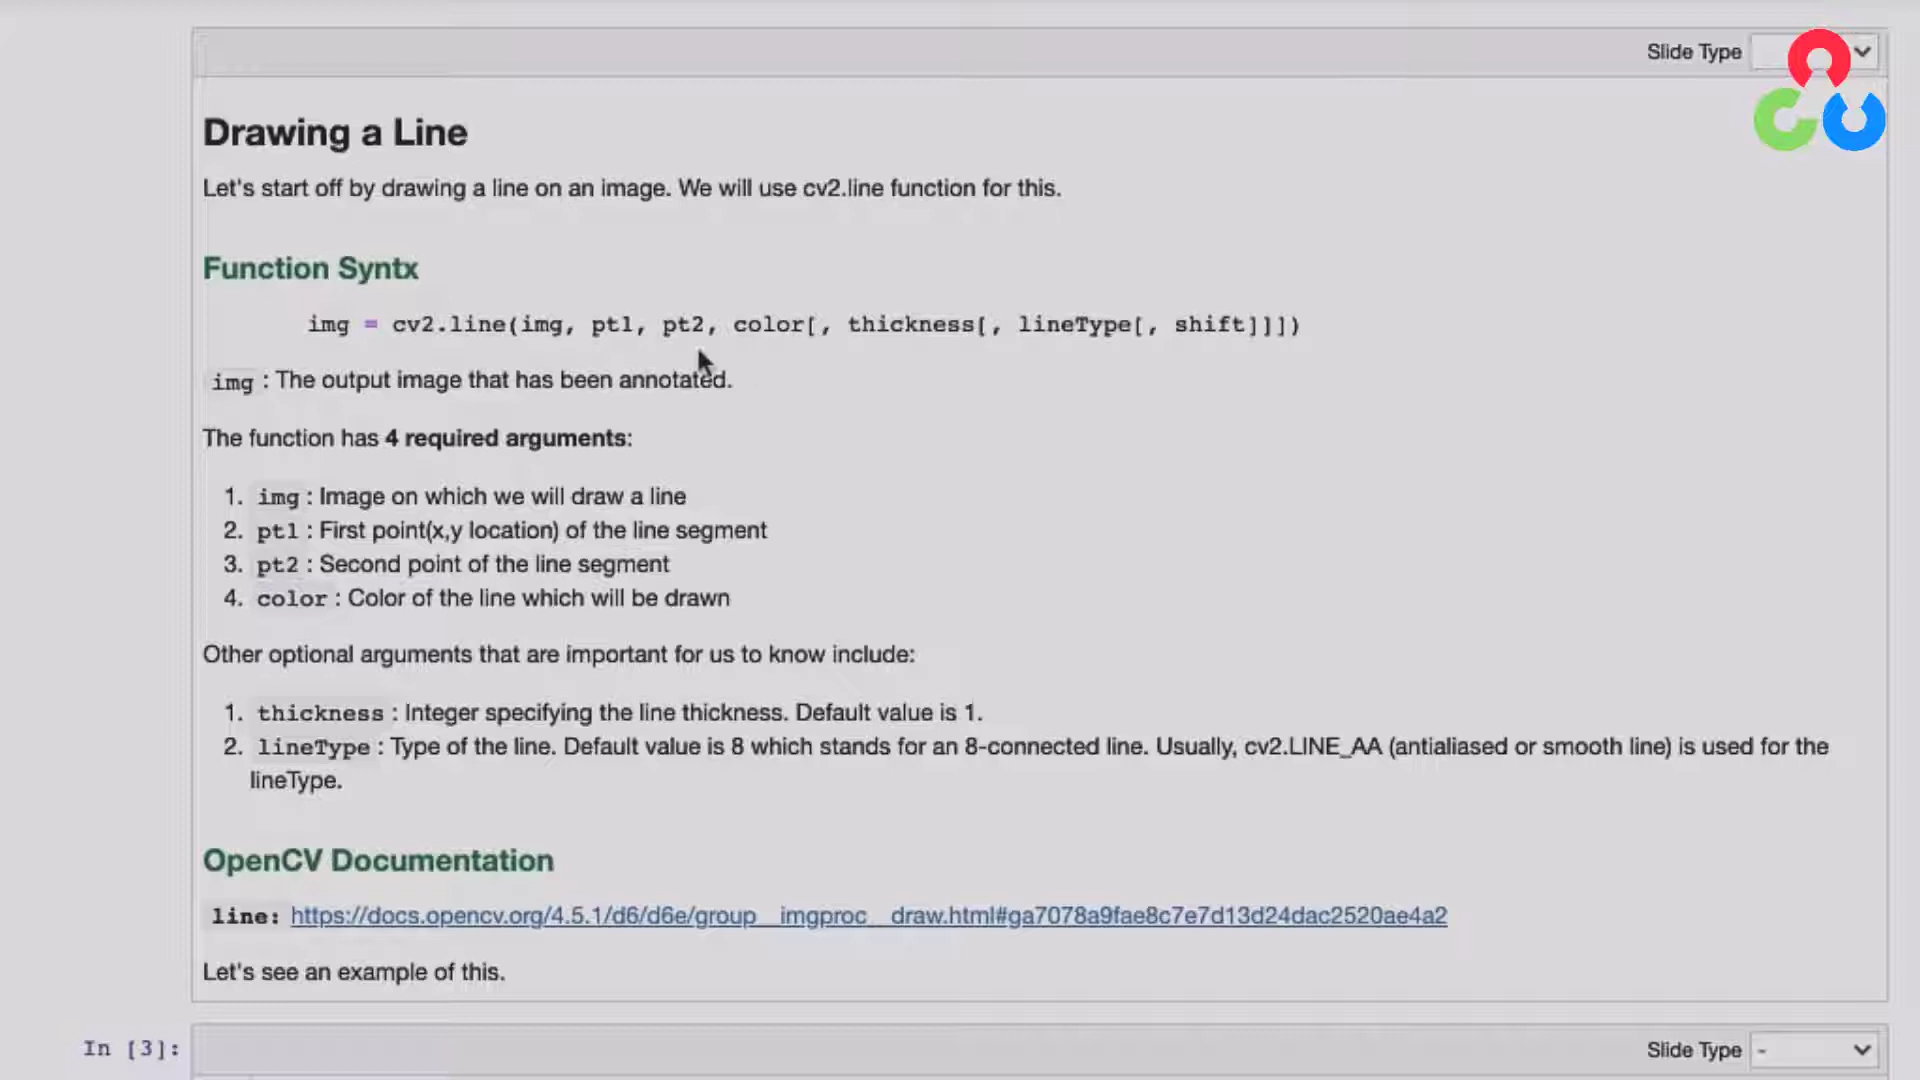 Slide Type
Drawing a Line
Let's start off by drawing a line on an image. We will use cv2.line function for this.
Function Syntx
img = cv2.line(img, pt1, pt2, color[, thickness[, lineType[, shift]]])
img : The output image that has been annotated.
The function has 4 required arguments:
1. img : Image on which we will draw a line
2. pt1 : First point(x,y location) of the line segment
3. pt2 : Second point of the line segment
4. color : Color of the line which will be drawn
Other optional arguments that are important for us to know include:
1. thickness : Integer specifying the line thickness. Default value is 1.
2. lineType : Type of the line. Default value is 8 which stands for an 8-connected line. Usually, cv2.LINE_AA (antialiased or smooth line) is used for the
lineType.
OpenCV Documentation
line: https://docs.opencv.org/4.5.1/d6/d6e/group__imgproc__draw.html#ga7078a9fae8c7e7d13d24dac2520ae4a2
Let's see an example of this.
In [3]:
Slide Type -